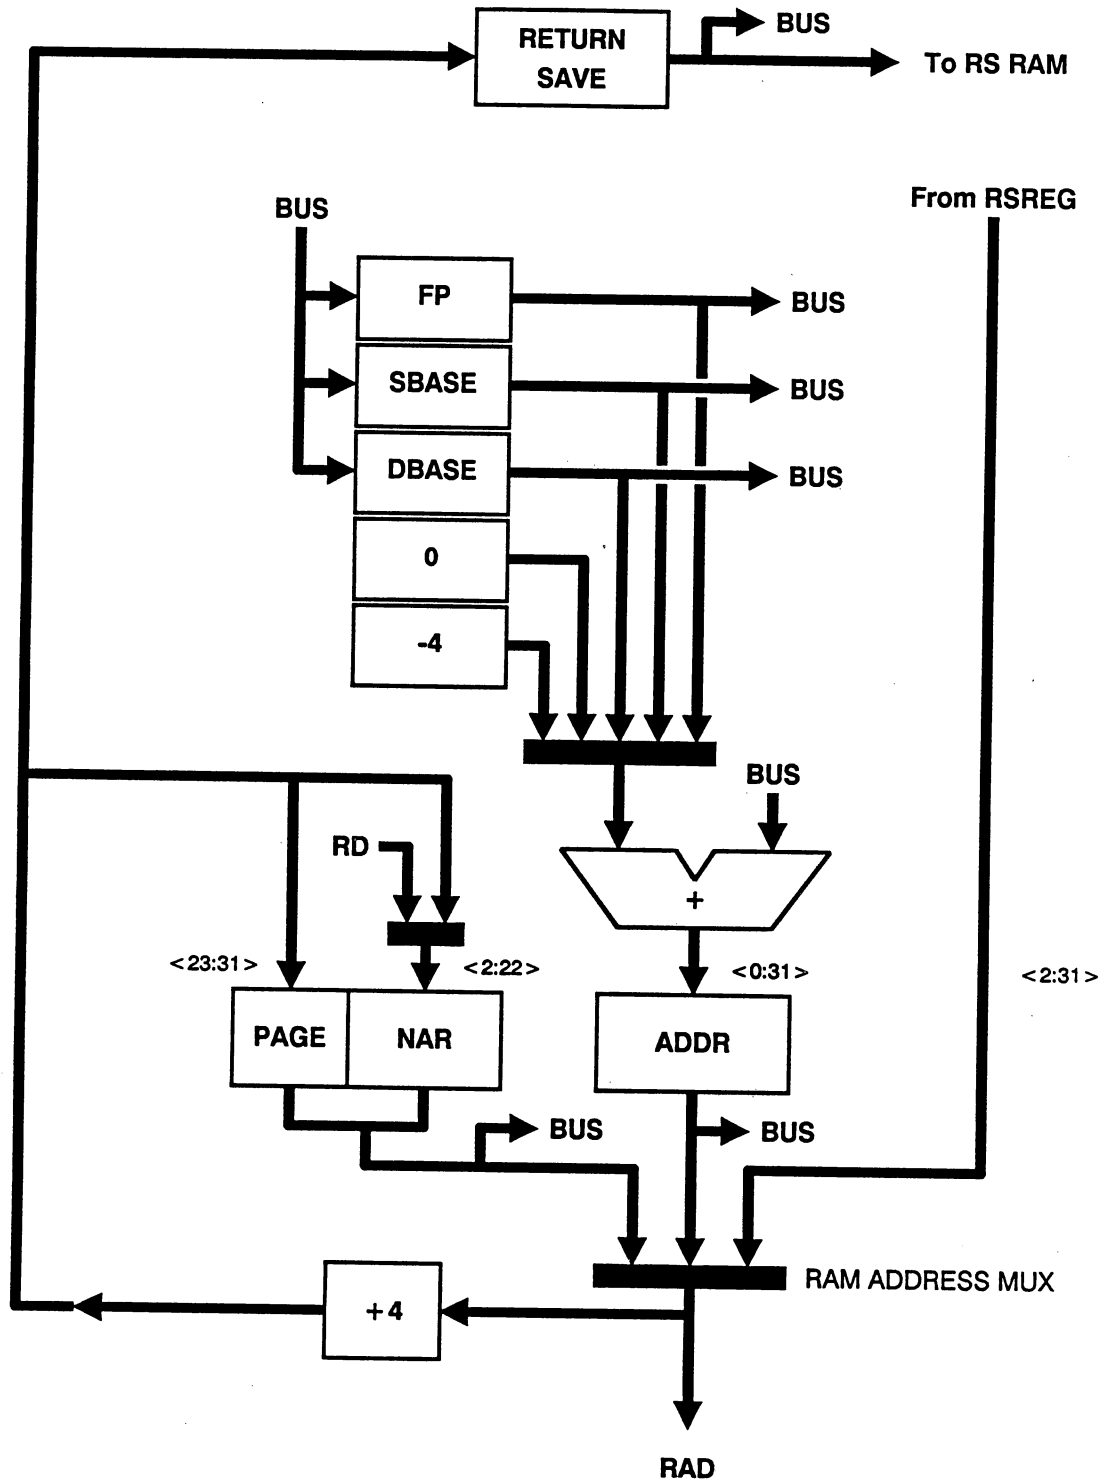 BUS
RETURN
SAVE
To RS RAM
From RSREG
BUS
FP
BUS
SBASE
BUS
DBASE
BUS
0
-4
BUS
RD
+
<23:31>
<2:22>
<0:31>
<2:31>
PAGE
NAR
ADDR
BUS
BUS
RAM ADDRESS MUX
+4
RAD